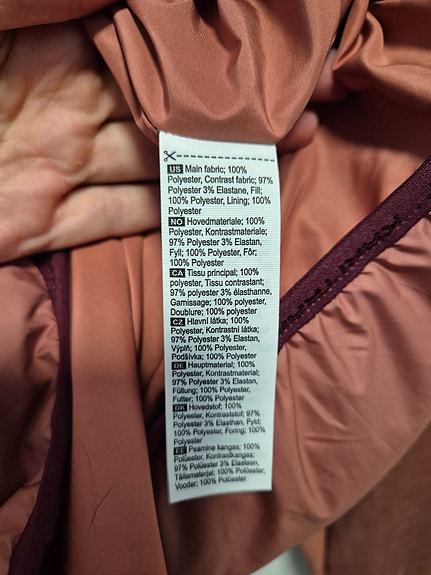 US Main fabric; 100%
Polyester, Contrast fabric; 97%
Polyester 3% Elastane, Fill;
100% Polyester, Lining; 100%
Polyester
NO Hovedmateriale; 100%
Polyester, Kontrastmateriale;
97% Polyester 3% Elastan,
Fyll; 100% Polyester, Fôr;
100% Polyester
CA Tissu principal; 100%
polyester, Tissu contrastant;
97% polyester 3% élasthanne,
Garnissage; 100% polyester,
Doublure; 100% polyester
CZ Hlavní látka; 100%
Polyester, Kontrastní látka;
97% Polyester 3% Elastan,
Výplň; 100% Polyester,
Podšívka; 100% Polyester
DE Hauptmaterial; 100%
Polyester, Kontrastmaterial;
97% Polyester 3% Elastan,
Füllung; 100% Polyester,
Futter; 100% Polyester
DK Hovedstof; 100%
Polyester, Kontraststof; 97%
Polyester 3% Elasthan, Fyld;
100% Polyester, Foring; 100%
Polyester
EE Peamine kangas; 100%
Polüester, Kontrastkangas;
97% Polüester 3% Elastaan,
Täitematerjal; 100% Polüester,
Vooder; 100% Polüester